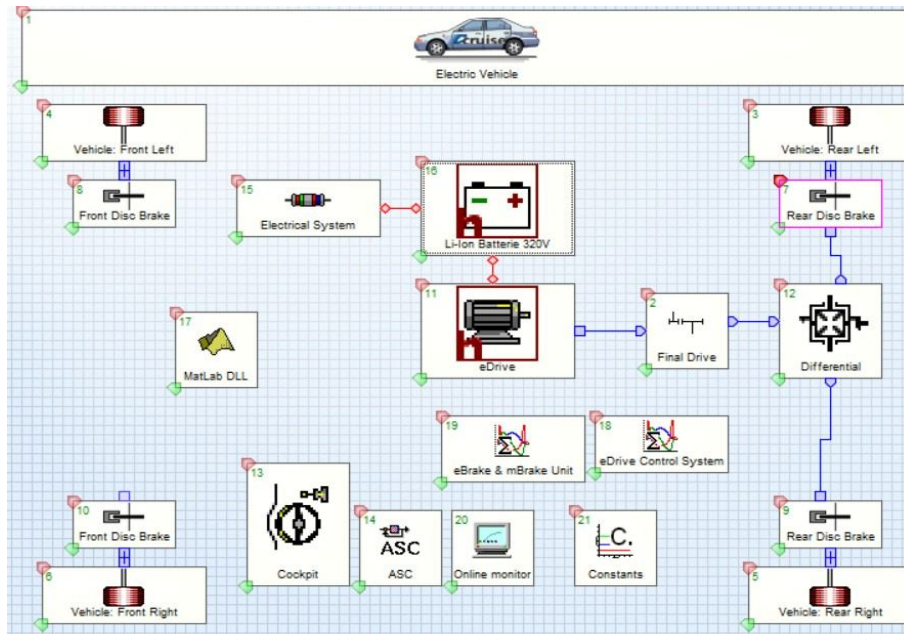 1
cruise
Electric Vehicle
4
Vehicle: Front Left
3
Vehicle: Rear Left
8
Front Disc Brake
15
Electrical System
16
Li-Ion Batterie 320V
7
Rear Disc Brake
11
eDrive
2
Final Drive
12
Differential
17
MatLab DLL
19
eBrake & mBrake Unit
18
eDrive Control System
13
Cockpit
14
ASC
ASC
20
Online monitor
21
C.
Constants
10
Front Disc Brake
9
Rear Disc Brake
6
Vehicle: Front Right
5
Vehicle: Rear Right